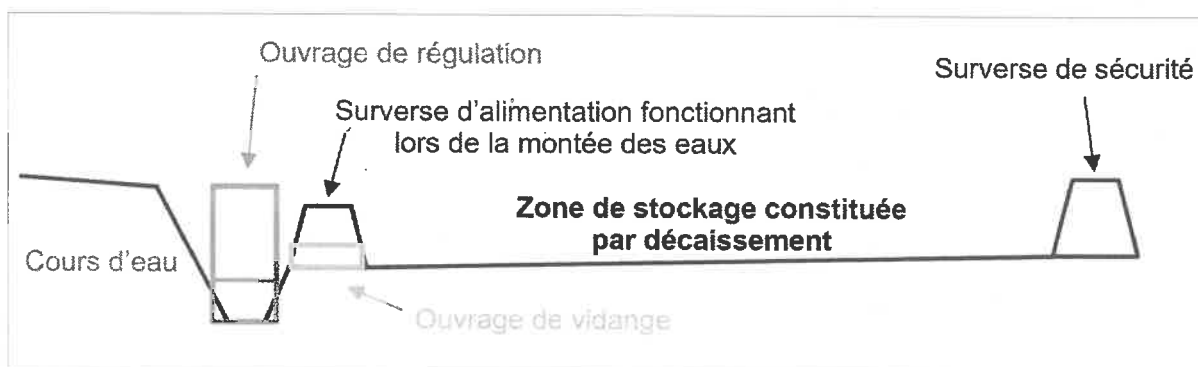 Ouvrage de régulation
Surverse de sécurité
Surverse d'alimentation fonctionnant
lors de la montée des eaux
Zone de stockage constituée
par décaissement
Cours d'eau
Ouvrage de vidange